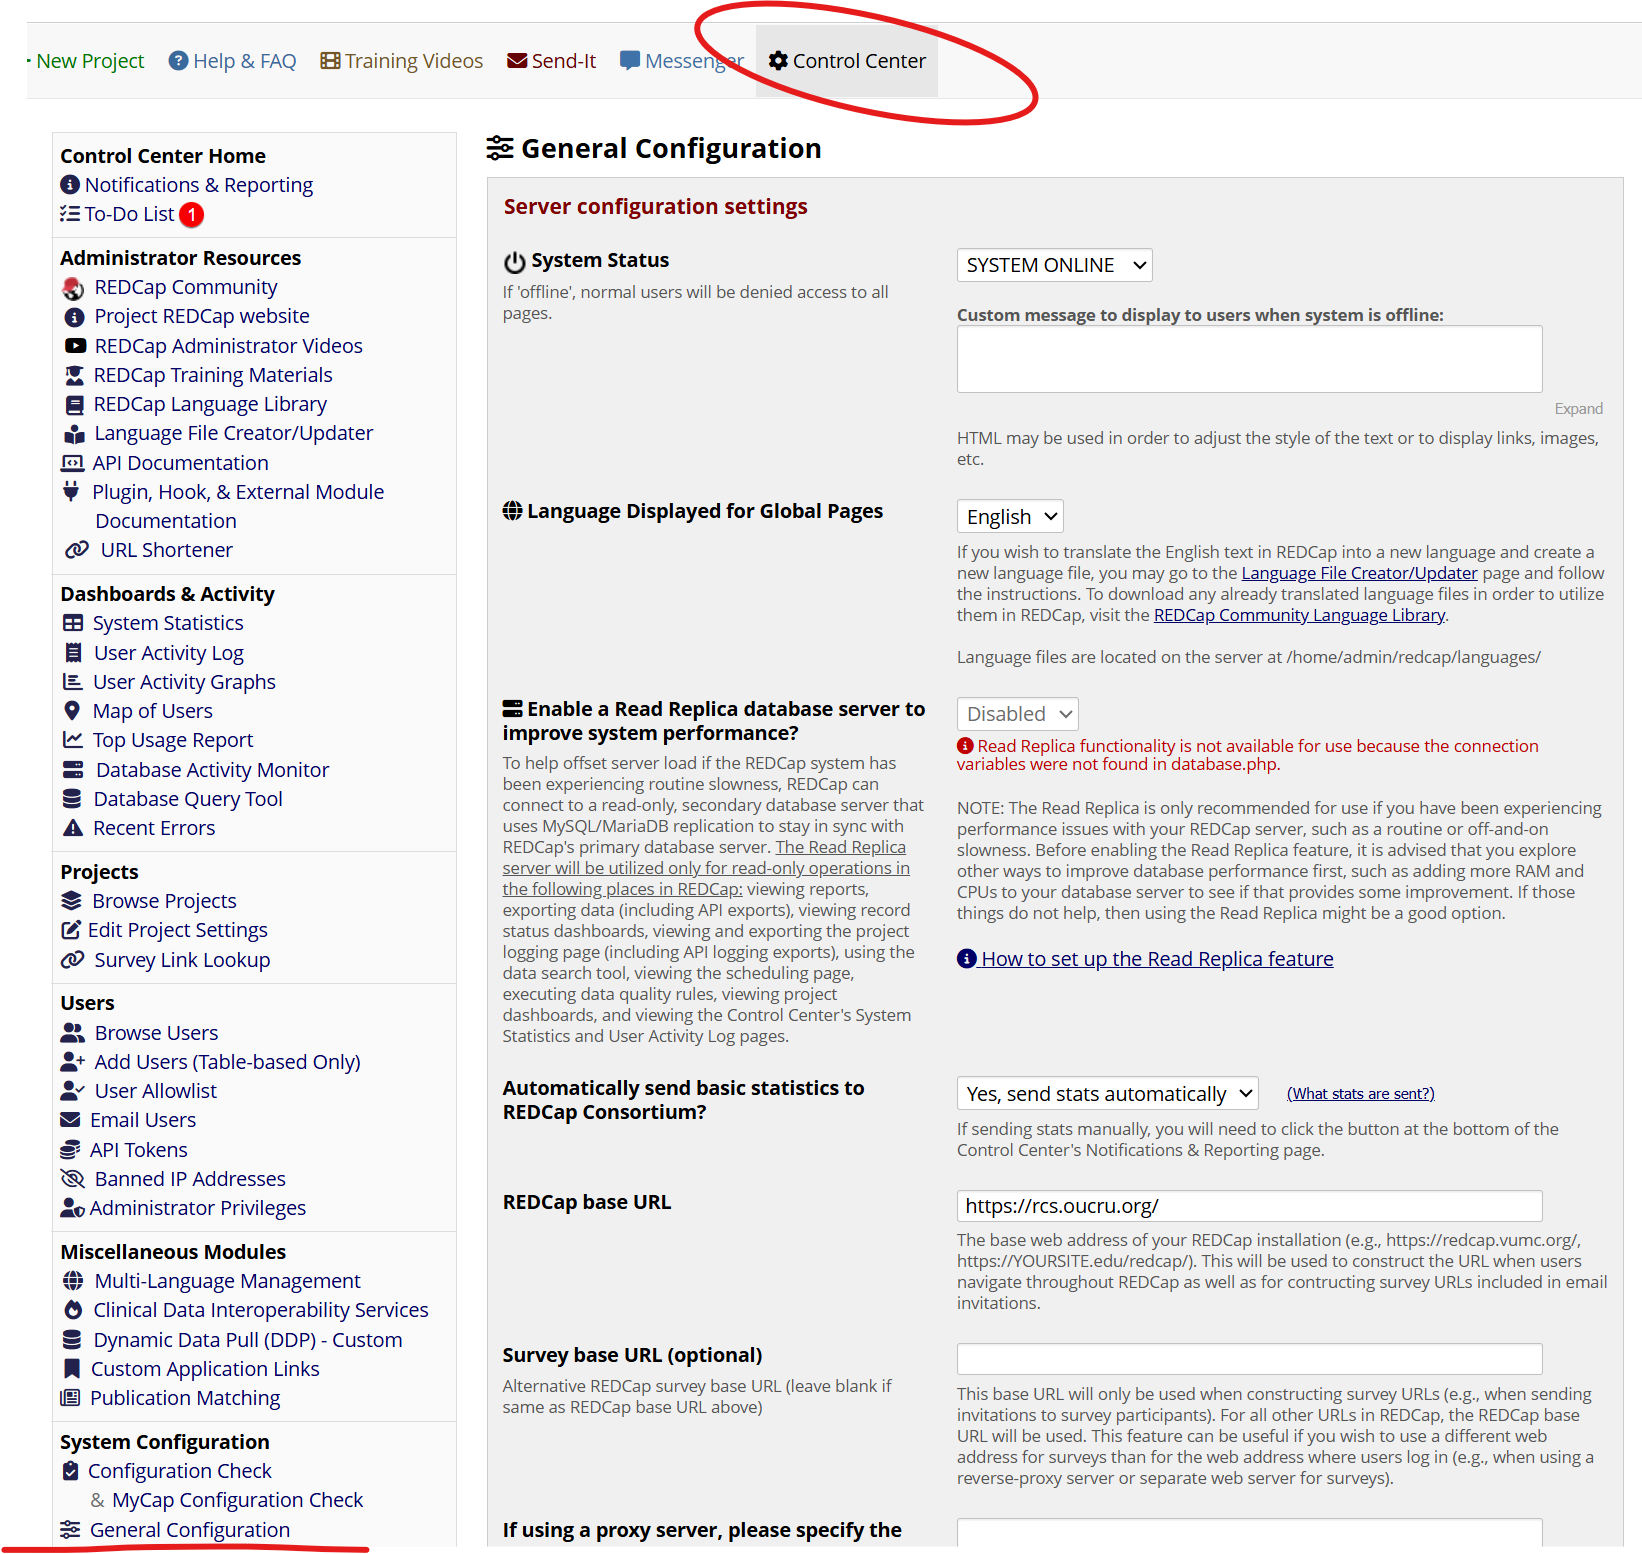 New Project
Help & FAQ
Training Videos
Send-It
Messenger
Control Center
Control Center Home
Notifications & Reporting
To-Do List 1
Administrator Resources
REDCap Community
Project REDCap website
REDCap Administrator Videos
REDCap Training Materials
REDCap Language Library
Language File Creator/Updater
API Documentation
Plugin, Hook, & External Module
Documentation
URL Shortener
Dashboards & Activity
System Statistics
User Activity Log
User Activity Graphs
Map of Users
Top Usage Report
Database Activity Monitor
Database Query Tool
Recent Errors
Projects
Browse Projects
Edit Project Settings
Survey Link Lookup
Users
Browse Users
Add Users (Table-based Only)
User Allowlist
Email Users
API Tokens
Banned IP Addresses
Administrator Privileges
Miscellaneous Modules
Multi-Language Management
Clinical Data Interoperability Services
Dynamic Data Pull (DDP) - Custom
Custom Application Links
Publication Matching
System Configuration
Configuration Check
& MyCap Configuration Check
General Configuration
General Configuration
Server configuration settings
System Status
If 'offline', normal users will be denied access to all
pages.
SYSTEM ONLINE
Custom message to display to users when system is offline:
Expand
HTML may be used in order to adjust the style of the text or to display links, images,
etc.
Language Displayed for Global Pages
English
If you wish to translate the English text in REDCap into a new language and create a
new language file, you may go to the Language File Creator/Updater page and follow
the instructions. To download any already translated language files in order to utilize
them in REDCap, visit the REDCap Community Language Library.
Language files are located on the server at /home/admin/redcap/languages/
Enable a Read Replica database server to
improve system performance?
To help offset server load if the REDCap system has
been experiencing routine slowness, REDCap can
connect to a read-only, secondary database server that
uses MySQL/MariaDB replication to stay in sync with
REDCap's primary database server. The Read Replica
server will be utilized only for read-only operations in
the following places in REDCap: viewing reports,
exporting data (including API exports), viewing record
status dashboards, viewing and exporting the project
logging page (including API logging exports), using the
data search tool, viewing the scheduling page,
executing data quality rules, viewing project
dashboards, and viewing the Control Center's System
Statistics and User Activity Log pages.
Disabled
Read Replica functionality is not available for use because the connection
variables were not found in database.php.
NOTE: The Read Replica is only recommended for use if you have been experiencing
performance issues with your REDCap server, such as a routine or off-and-on
slowness. Before enabling the Read Replica feature, it is advised that you explore
other ways to improve database performance first, such as adding more RAM and
CPUs to your database server to see if that provides some improvement. If those
things do not help, then using the Read Replica might be a good option.
How to set up the Read Replica feature
Automatically send basic statistics to
REDCap Consortium?
Yes, send stats automatically
(What stats are sent?)
If sending stats manually, you will need to click the button at the bottom of the
Control Center's Notifications & Reporting page.
REDCap base URL
https://rcs.oucru.org/
The base web address of your REDCap installation (e.g., https://redcap.vumc.org/,
https://YOURSITE.edu/redcap/). This will be used to construct the URL when users
navigate throughout REDCap as well as for contructing survey URLs included in email
invitations.
Survey base URL (optional)
Alternative REDCap survey base URL (leave blank if
same as REDCap base URL above)
This base URL will only be used when constructing survey URLs (e.g., when sending
invitations to survey participants). For all other URLs in REDCap, the REDCap base
URL will be used. This feature can be useful if you wish to use a different web
address for surveys than for the web address where users log in (e.g., when using a
reverse-proxy server or separate web server for surveys).
If using a proxy server, please specify the